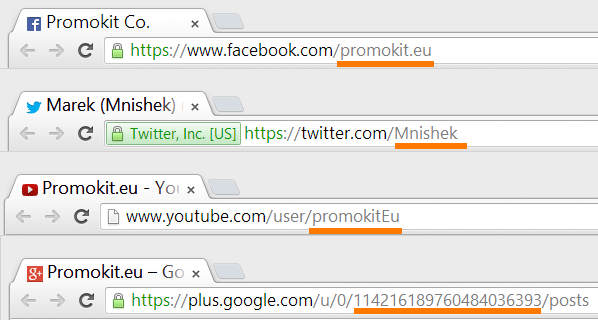 Promokit Co.
https://www.facebook.com/promokit.eu
Marek (Mnishek)
Twitter, Inc. [US] https://twitter.com/Mnishek
Promokit.eu - You
www.youtube.com/user/promokitEu
Promokit.eu – Go
https://plus.google.com/u/0/114216189760484036393/posts